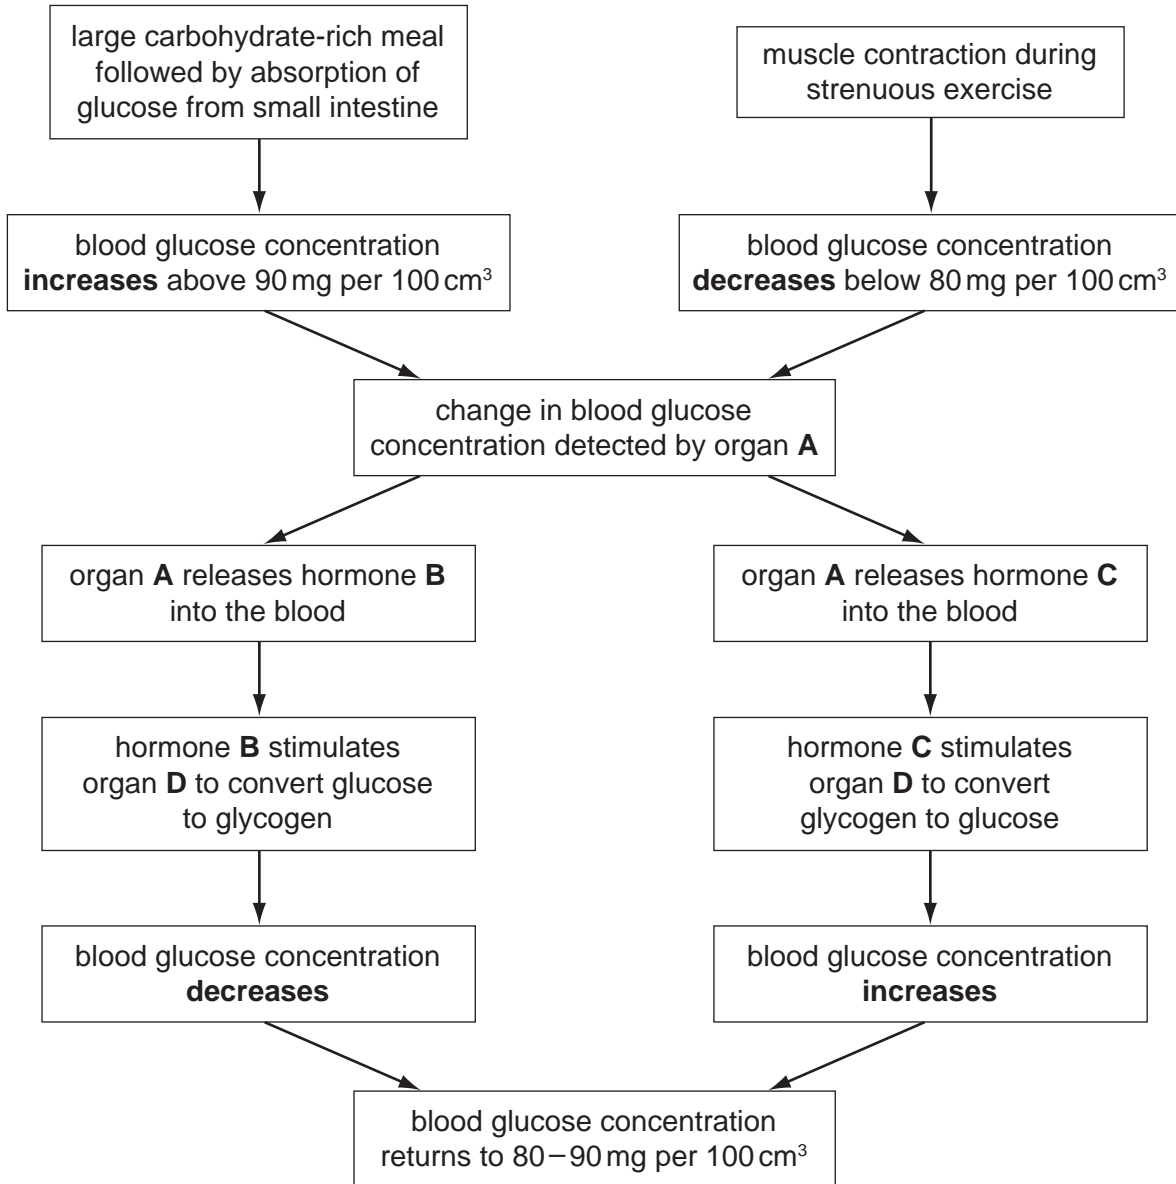 large carbohydrate-rich meal
followed by absorption of
glucose from small intestine
muscle contraction during
strenuous exercise
blood glucose concentration
increases above 90 mg per 100 cm³
blood glucose concentration
decreases below 80 mg per 100 cm³
change in blood glucose
concentration detected by organ A
organ A releases hormone B
into the blood
organ A releases hormone C
into the blood
hormone B stimulates
organ D to convert glucose
to glycogen
hormone C stimulates
organ D to convert
glycogen to glucose
blood glucose concentration
decreases
blood glucose concentration
increases
blood glucose concentration
returns to 80–90 mg per 100 cm³